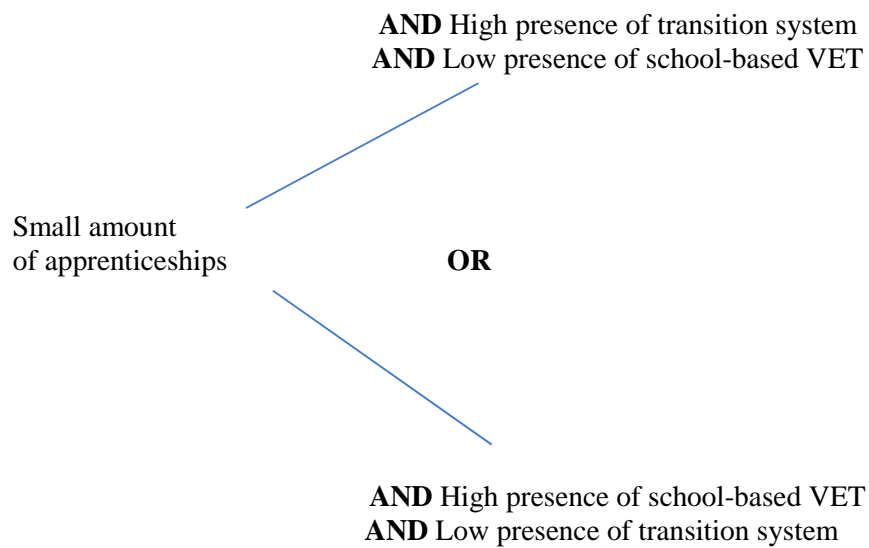 AND High presence of transition system
AND Low presence of school-based VET
Small amount
of apprenticeships
OR
AND High presence of school-based VET
AND Low presence of transition system